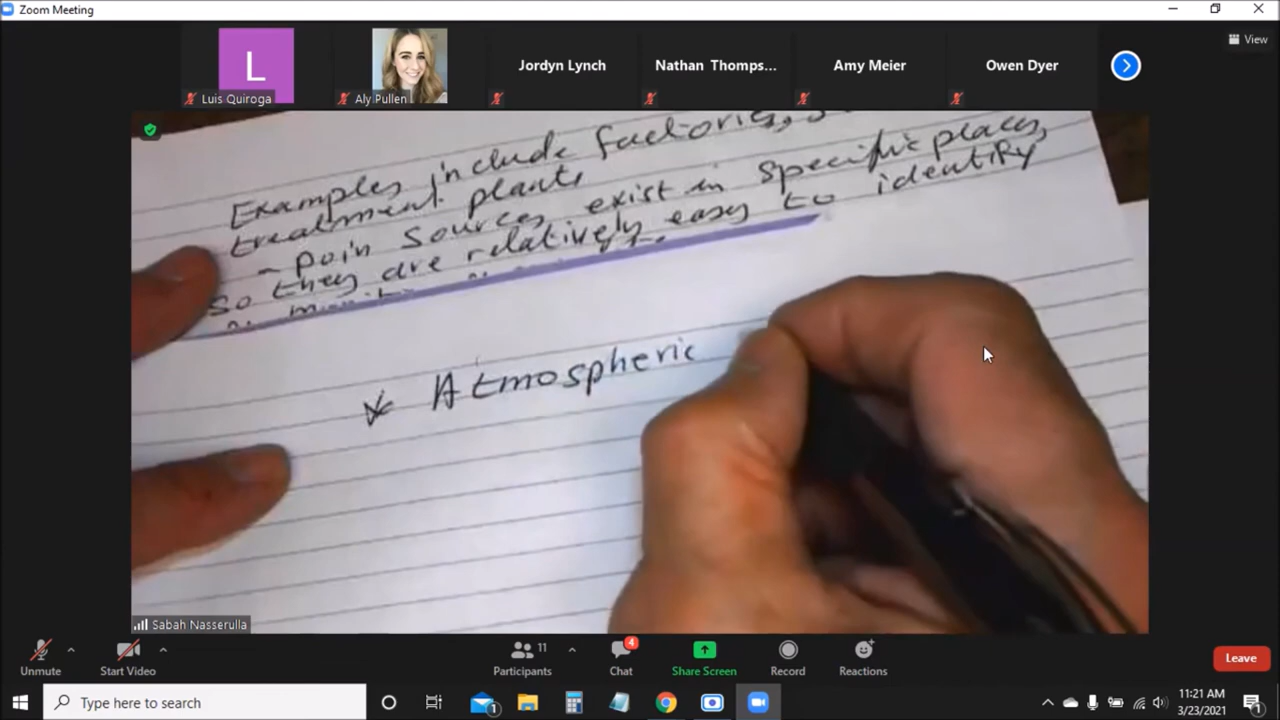 Zoom Meeting
View
L
Luis Quiroga
Aly Pullen
Jordyn Lynch
Nathan Thomps...
Amy Meier
Owen Dyer
Examples include factories,
treatment plants
- poin sources exist in specific places,
so they are relatively easy to identify
* Atmospheric
Sabah Nasserulla
Unmute
Start Video
Participants
11
Chat
4
Share Screen
Record
Reactions
Leave
Type here to search
1
11:21 AM
3/23/2021
1